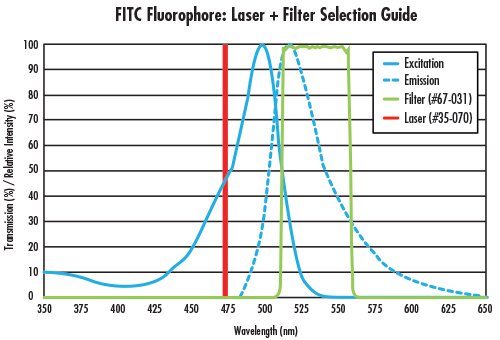 FITC Fluorophore: Laser + Filter Selection Guide
Transmission (%) / Relative Intensity (%)
100
90
80
70
60
50
40
30
20
10
0
Excitation
Emission
Filter (#67-031)
Laser (#35-070)
350 375 400 425 450 475 500 525 550 575 600 625 650
Wavelength (nm)